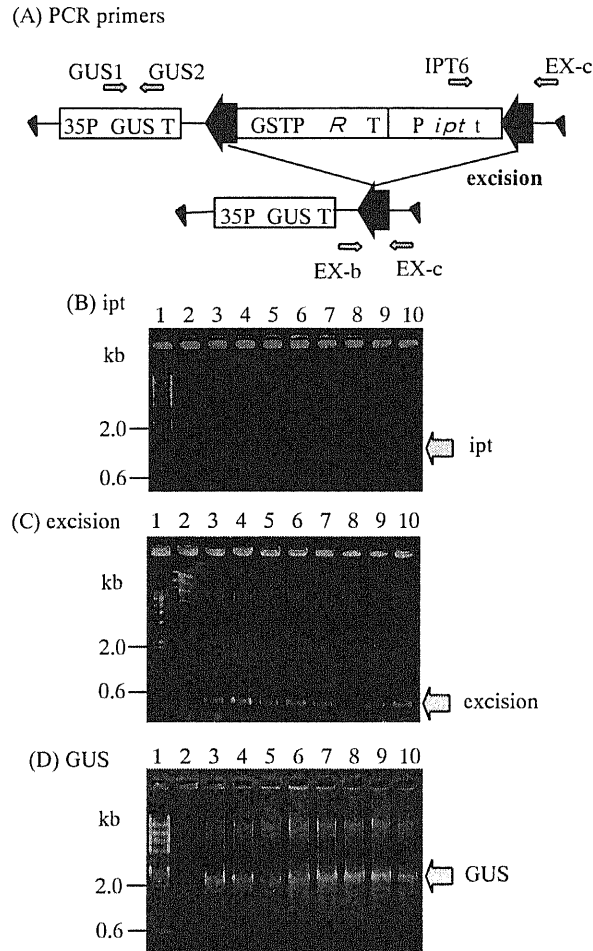 (A) PCR primers
GUS1 GUS2 IPT6 EX-c
35P GUS T GSTP R T P ipt t
excision
35P GUS T
EX-b EX-c
(B) ipt
1 2 3 4 5 6 7 8 9 10
kb
2.0
ipt
0.6
(C) excision
1 2 3 4 5 6 7 8 9 10
kb
2.0
0.6
excision
(D) GUS
1 2 3 4 5 6 7 8 9 10
kb
GUS
2.0
0.6